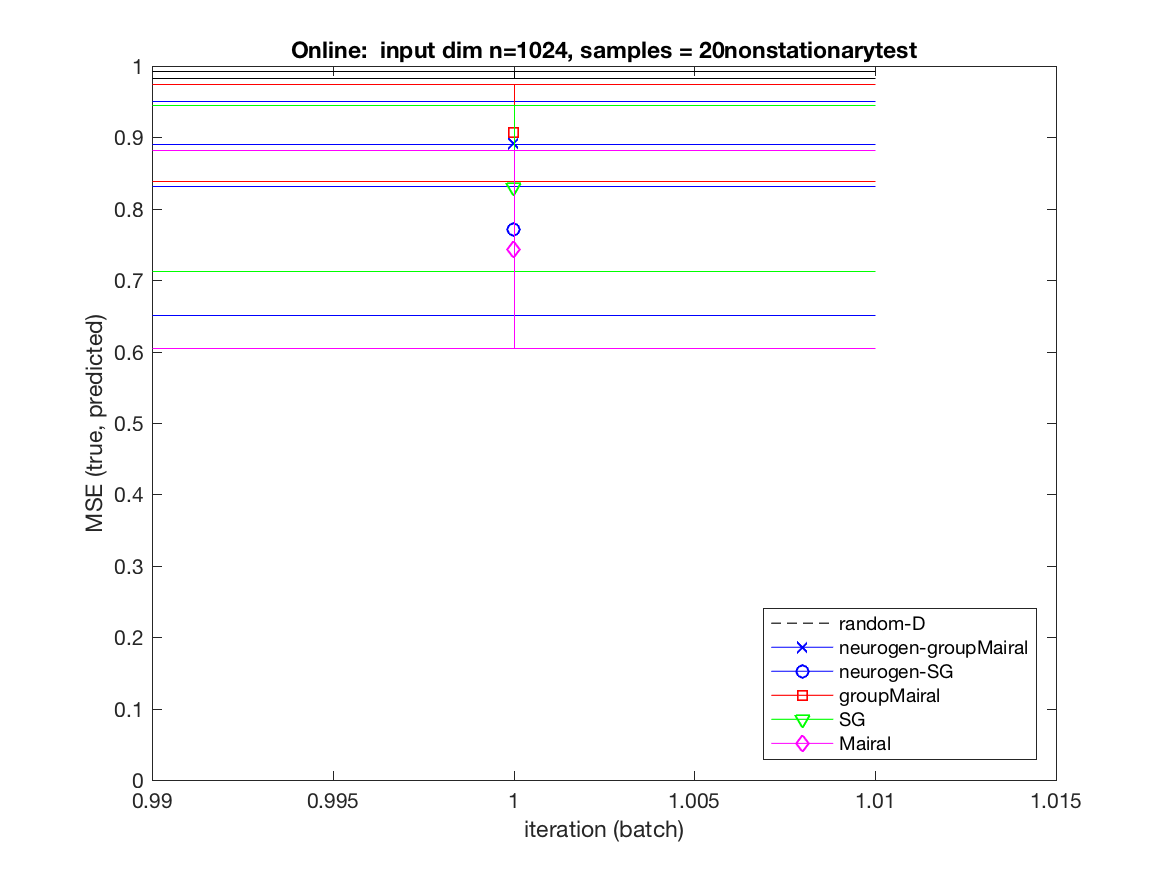 Online:  input dim n=1024, samples = 20nonstationarytest
MSE (true, predicted)
1
0.9
0.8
0.7
0.6
0.5
0.4
0.3
0.2
0.1
0
0.99
0.995
1
1.005
1.01
1.015
iteration (batch)
random-D
neurogen-groupMairal
neurogen-SG
groupMairal
SG
Mairal